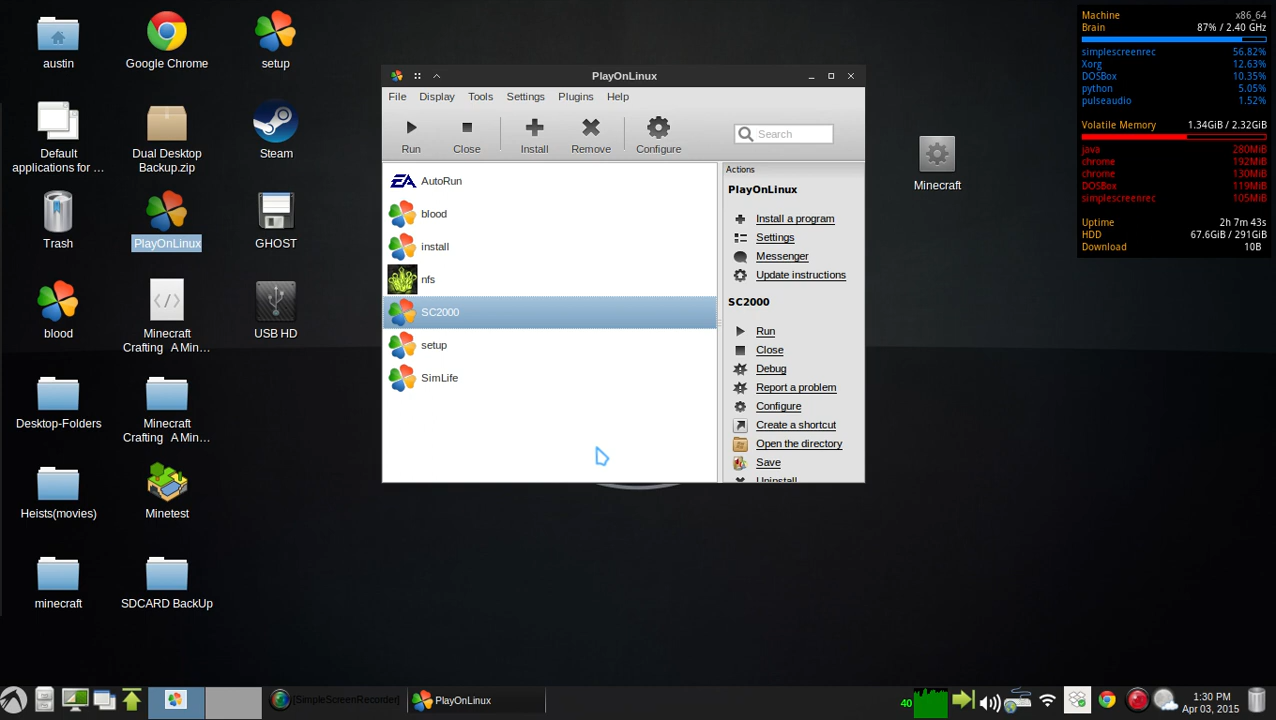 austin
Google Chrome
setup
Default
applications for ...
Dual Desktop
Backup.zip
Steam
Trash
PlayOnLinux
GHOST
blood
Minecraft
Crafting   A Min...
USB HD
Desktop-Folders
Minecraft
Crafting   A Min...
Heists(movies)
Minetest
minecraft
SDCARD BackUp
PlayOnLinux
File Display Tools Settings Plugins Help
Run Close Install Remove Configure Search
AutoRun
blood
install
nfs
SC2000
setup
SimLife
Actions
PlayOnLinux
Install a program
Settings
Messenger
Update instructions
SC2000
Run
Close
Debug
Report a problem
Configure
Create a shortcut
Open the directory
Save
Uninstall
Minecraft
Machine x86_64
Brain 87% / 2.40 GHz
simplescreenrec 56.82%
Xorg 12.63%
DOSBox 10.35%
python 5.05%
pulseaudio 1.52%
Volatile Memory 1.34GiB / 2.32GiB
java 280MiB
chrome 192MiB
chrome 130MiB
DOSBox 119MiB
simplescreenrec 105MiB
Uptime 2h 7m 43s
HDD 67.6GiB / 291GiB
Download 10B
[SimpleScreenRecorder]
PlayOnLinux
40
1:30 PM
Apr 03, 2015